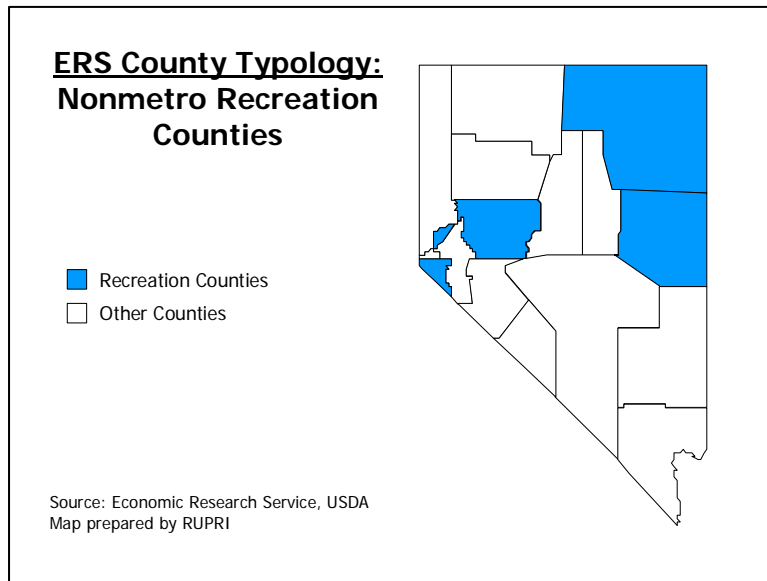 ERS County Typology:
Nonmetro Recreation
Counties
Recreation Counties
Other Counties
Source: Economic Research Service, USDA
Map prepared by RUPRI